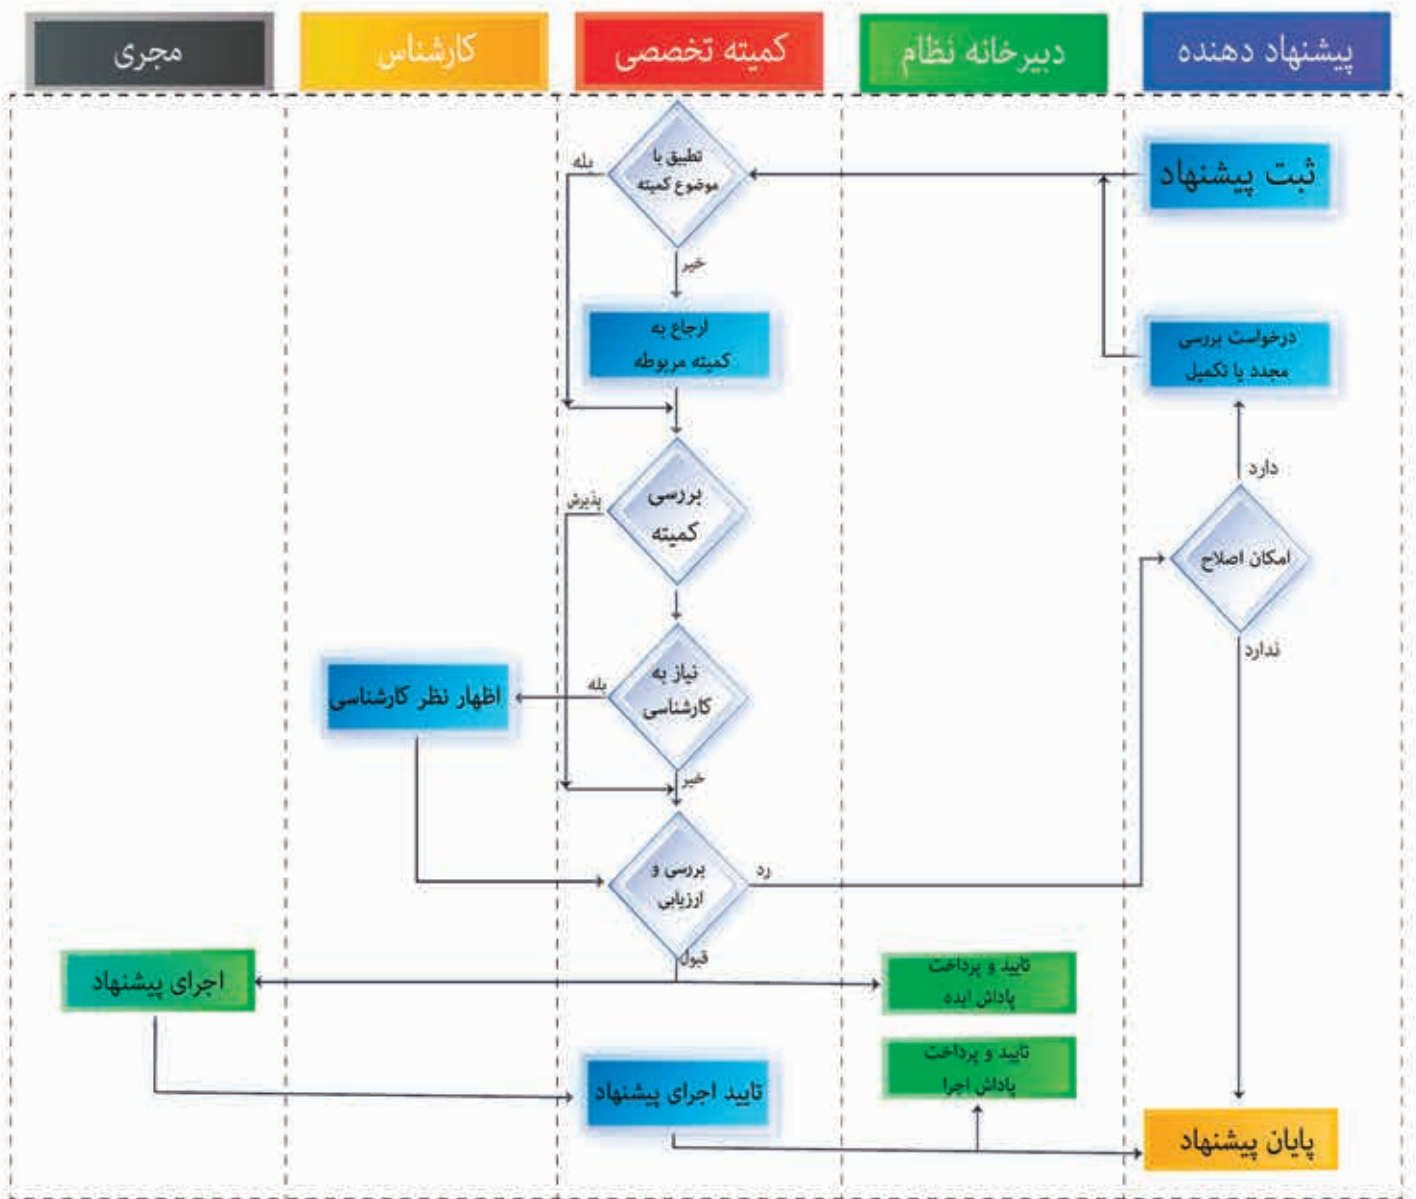 پیشنهاد دهنده
دبیرخانه نظام
کمیته تخصصی
کارشناس
مجری
ثبت پیشنهاد
تطبیق با
موضوع کمیته
بله
خیر
ارجاع به
کمیته مربوطه
درخواست بررسی
مجدد یا تکمیل
دارد
بررسی
کمیته
پذیرش
امکان اصلاح
ندارد
نیاز به
کارشناسی
بله
اظهار نظر کارشناسی
خیر
بررسی و
ارزیابی
رد
قبول
تایید و پرداخت
پاداش ایده
اجرای پیشنهاد
تایید و پرداخت
پاداش اجرا
تایید اجرای پیشنهاد
پایان پیشنهاد